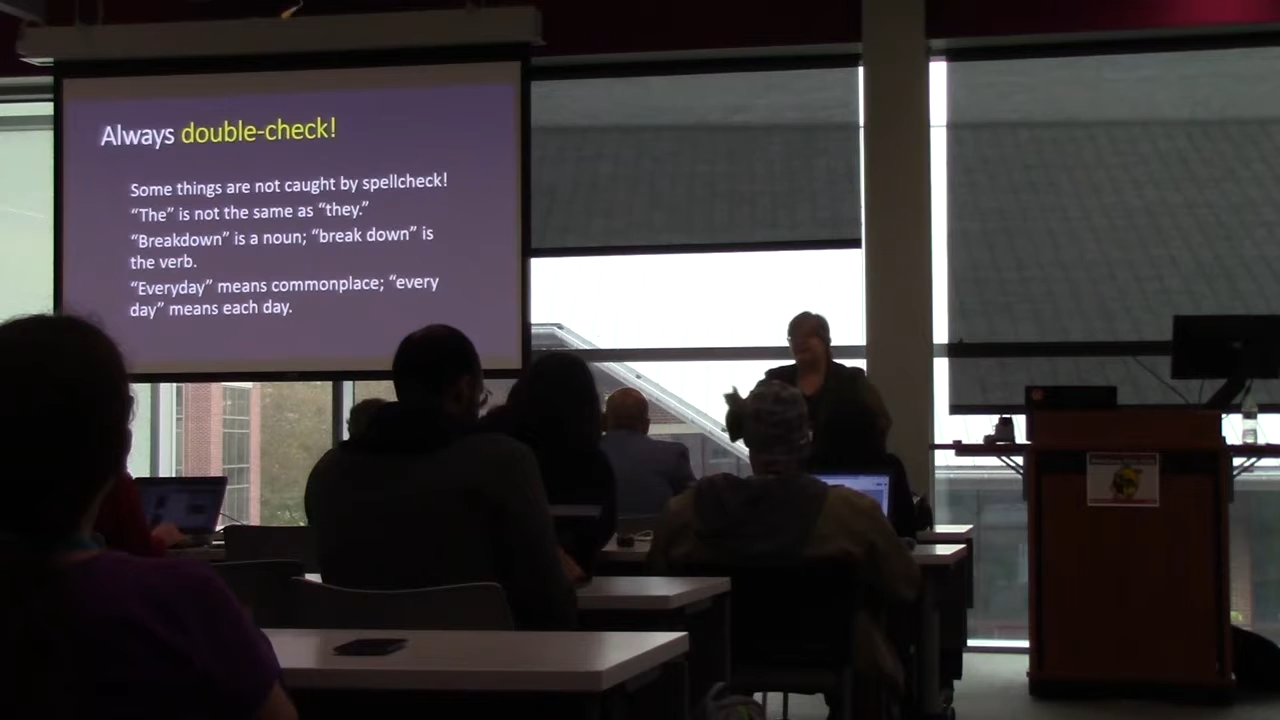 Always double-check!
Some things are not caught by spellcheck!
“The” is not the same as “they.”
“Breakdown” is a noun; “break down” is
the verb.
“Everyday” means commonplace; “every
day” means each day.